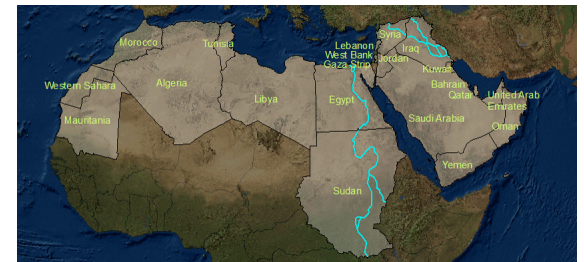 Morocco
Tunisia
Lebanon
Syria
West Bank
Iraq
Gaza Strip
Jordan
Kuwait
Western Sahara
Algeria
Libya
Egypt
Bahrain
Qatar
United Arab
Emirates
Mauritania
Saudi Arabia
Oman
Yemen
Sudan